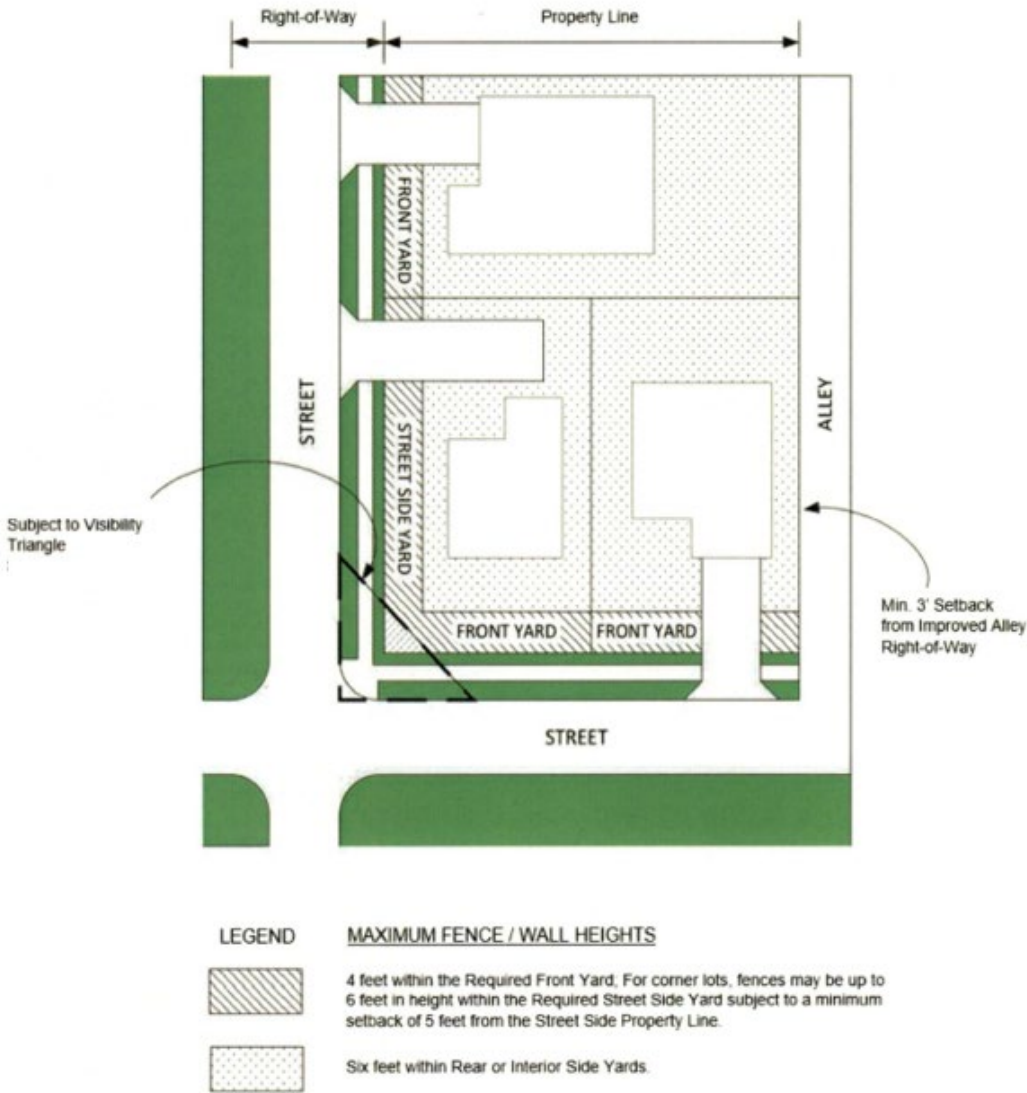 Right-of-Way
Property Line
FRONT YARD
STREET
STREET SIDE YARD
ALLEY
Subject to Visibility
Triangle
:
FRONT YARD
FRONT YARD
Min. 3' Setback
from Improved Alley
Right-of-Way
STREET
LEGEND
MAXIMUM FENCE / WALL HEIGHTS
4 feet within the Required Front Yard; For corner lots, fences may be up to
6 feet in height within the Required Street Side Yard subject to a minimum
setback of 5 feet from the Street Side Property Line.
Six feet within Rear or Interior Side Yards.